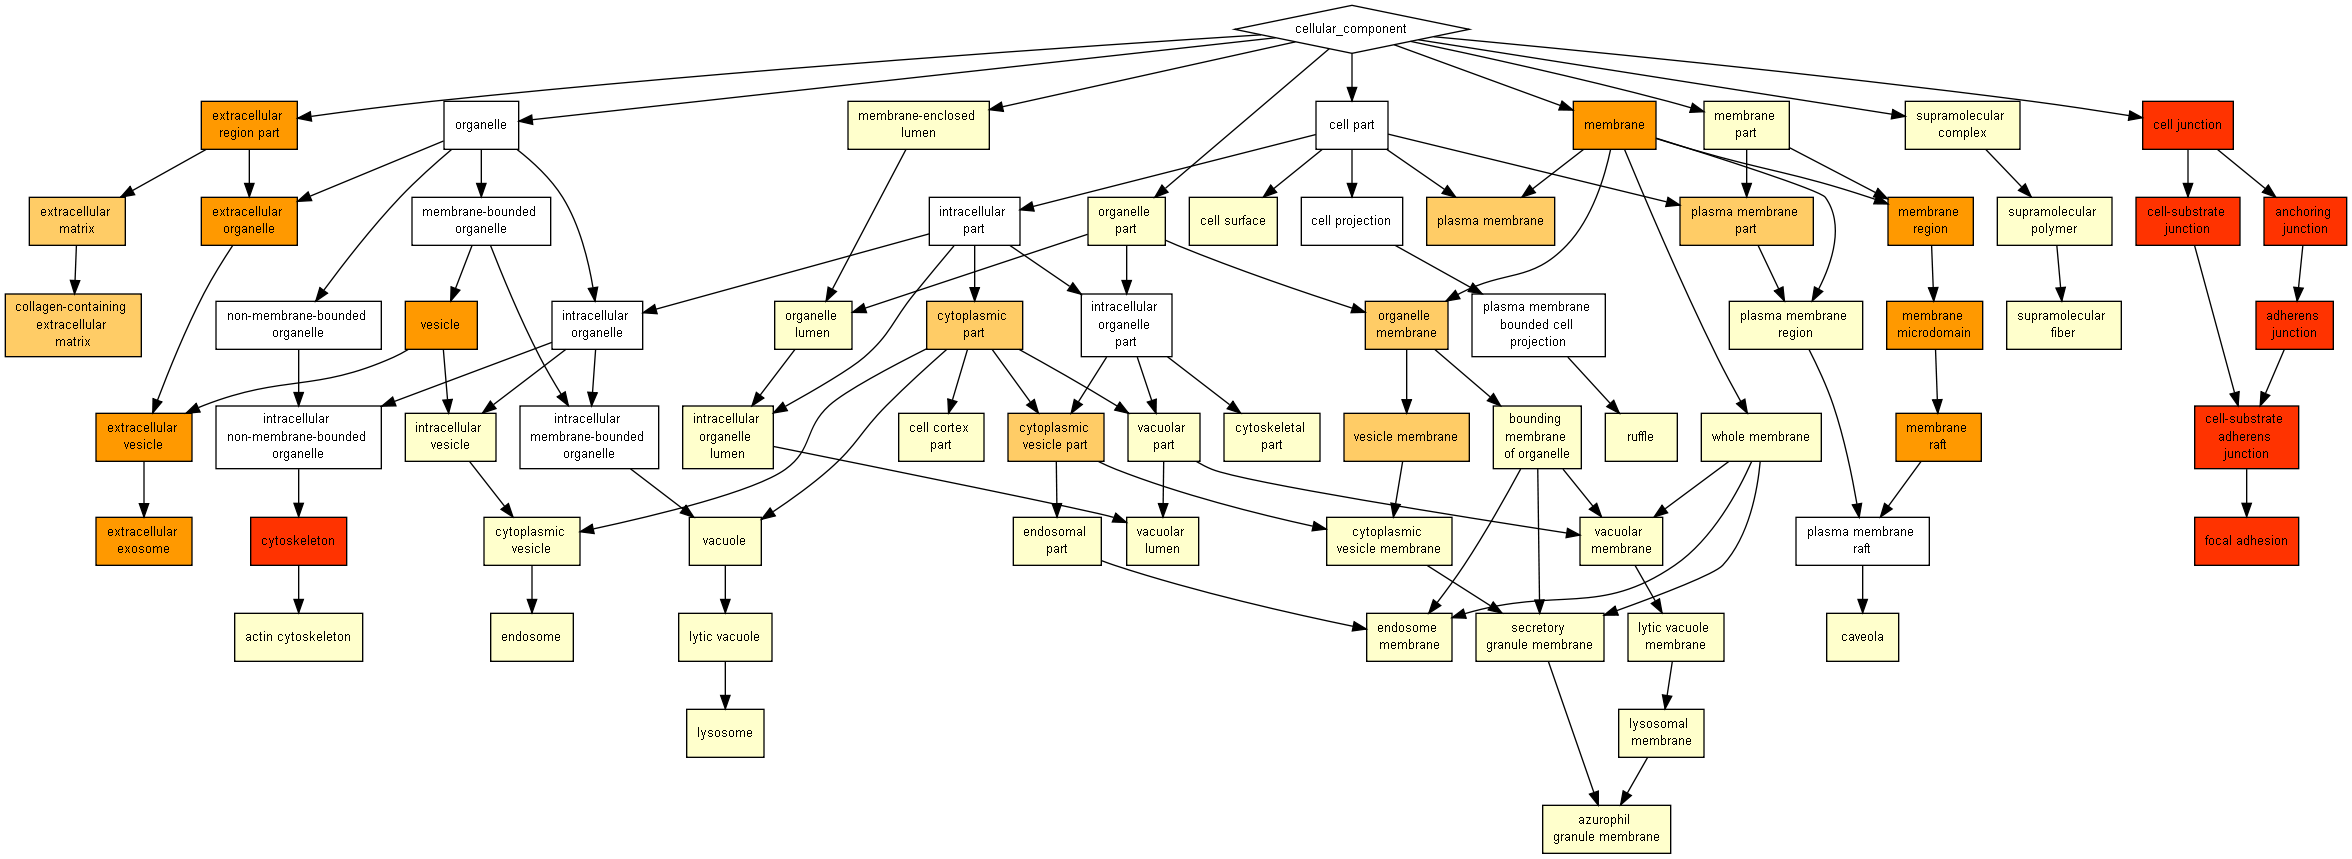 cellular_component
extracellular
region part
organelle
membrane-enclosed
lumen
cell part
membrane
membrane
part
supramolecular
complex
cell junction
extracellular
matrix
extracellular
organelle
membrane-bounded
organelle
intracellular
part
organelle
part
cell surface
cell projection
plasma membrane
plasma membrane
part
membrane
region
supramolecular
polymer
cell-substrate
junction
anchoring
junction
collagen-containing
extracellular
matrix
non-membrane-bounded
organelle
vesicle
intracellular
organelle
organelle
lumen
cytoplasmic
part
intracellular
organelle
part
organelle
membrane
plasma membrane
bounded cell
projection
plasma membrane
region
membrane
microdomain
supramolecular
fiber
adherens
junction
extracellular
vesicle
intracellular
non-membrane-bounded
organelle
intracellular
vesicle
intracellular
membrane-bounded
organelle
intracellular
organelle
lumen
cell cortex
part
cytoplasmic
vesicle part
vacuolar
part
cytoskeletal
part
vesicle membrane
bounding
membrane
of organelle
ruffle
whole membrane
membrane
raft
cell-substrate
adherens
junction
extracellular
exosome
cytoskeleton
cytoplasmic
vesicle
vacuole
endosomal
part
vacuolar
lumen
cytoplasmic
vesicle membrane
vacuolar
membrane
plasma membrane
raft
focal adhesion
actin cytoskeleton
endosome
lytic vacuole
endosome
membrane
secretory
granule membrane
lytic vacuole
membrane
caveola
lysosome
lysosomal
membrane
azurophil
granule membrane